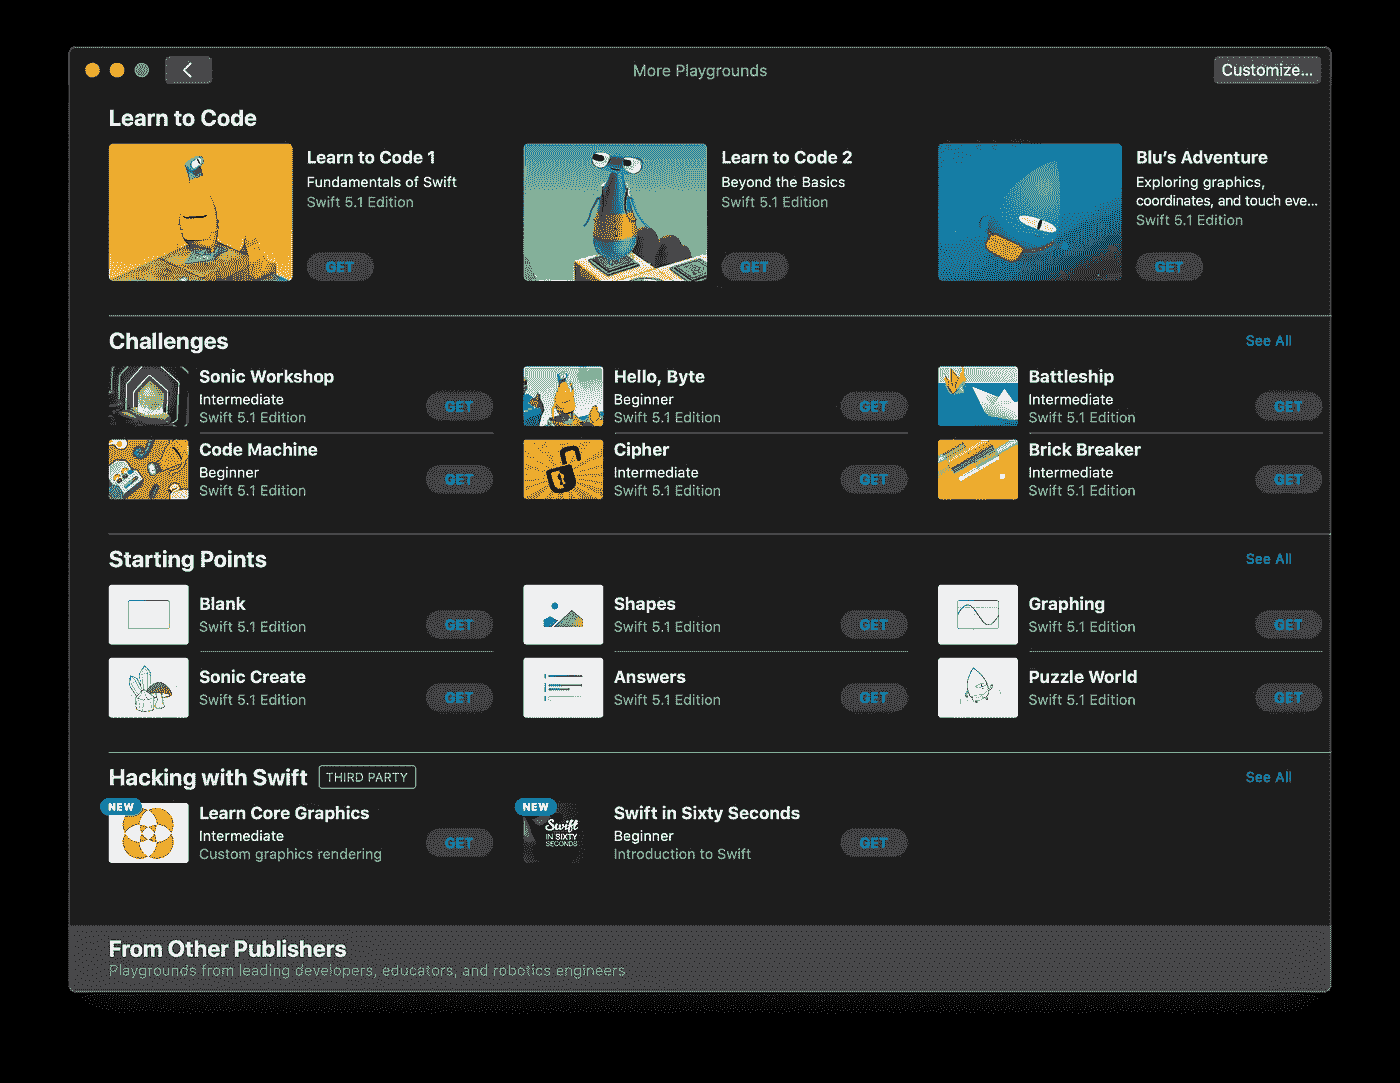 More Playgrounds
Customize...
Learn to Code
Learn to Code 1
Fundamentals of Swift
Swift 5.1 Edition
GET
Learn to Code 2
Beyond the Basics
Swift 5.1 Edition
GET
Blu's Adventure
Exploring graphics,
coordinates, and touch eve...
Swift 5.1 Edition
GET
Challenges
See All
Sonic Workshop
Intermediate
Swift 5.1 Edition
GET
Hello, Byte
Beginner
Swift 5.1 Edition
GET
Battleship
Intermediate
Swift 5.1 Edition
GET
Code Machine
Beginner
Swift 5.1 Edition
GET
Cipher
Intermediate
Swift 5.1 Edition
GET
Brick Breaker
Intermediate
Swift 5.1 Edition
GET
Starting Points
See All
Blank
Swift 5.1 Edition
GET
Shapes
Swift 5.1 Edition
GET
Graphing
Swift 5.1 Edition
GET
Sonic Create
Swift 5.1 Edition
GET
Answers
Swift 5.1 Edition
GET
Puzzle World
Swift 5.1 Edition
GET
Hacking with Swift THIRD PARTY
See All
NEW
Learn Core Graphics
Intermediate
Custom graphics rendering
GET
NEW
Swift
IN SIXTY
SECONDS
Swift in Sixty Seconds
Beginner
Introduction to Swift
GET
From Other Publishers
Playgrounds from leading developers, educators, and robotics engineers